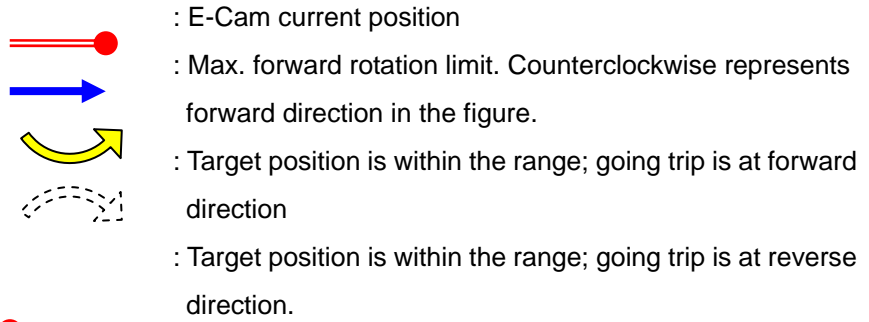 : E-Cam current position
: Max. forward rotation limit. Counterclockwise represents
forward direction in the figure.
: Target position is within the range; going trip is at forward
direction
: Target position is within the range; going trip is at reverse
direction.